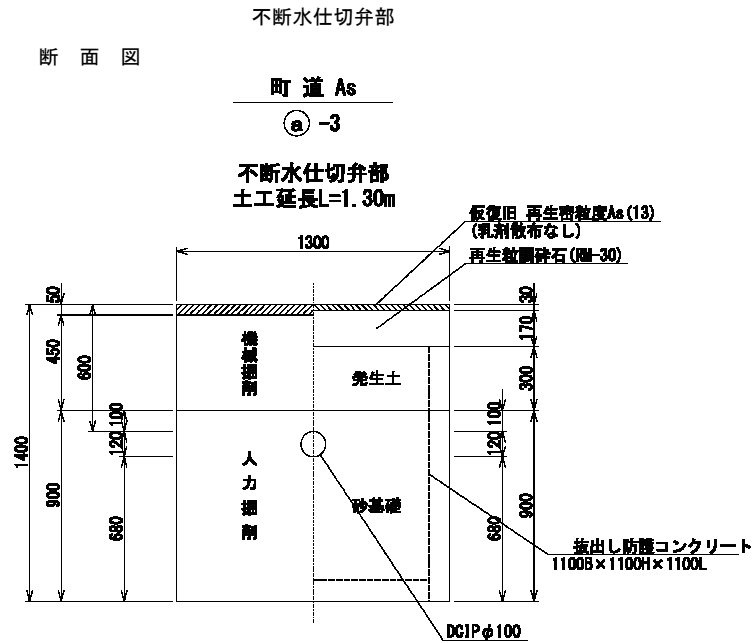 不断水仕切弁部
断 面 図
町 道 As
ⓐ -3
不断水仕切弁部
土工延長L=1.30m
仮復旧 再生密粒度As(13)
(乳剤散布なし)
再生粒調砕石(RM-30)
1300
50
450
600
100
120
1400
900
680
機械掘削
人力掘削
発生土
砂基礎
30
170
300
100
120
900
680
抜出し防護コンクリート
1100B×1100H×1100L
DCIPφ100